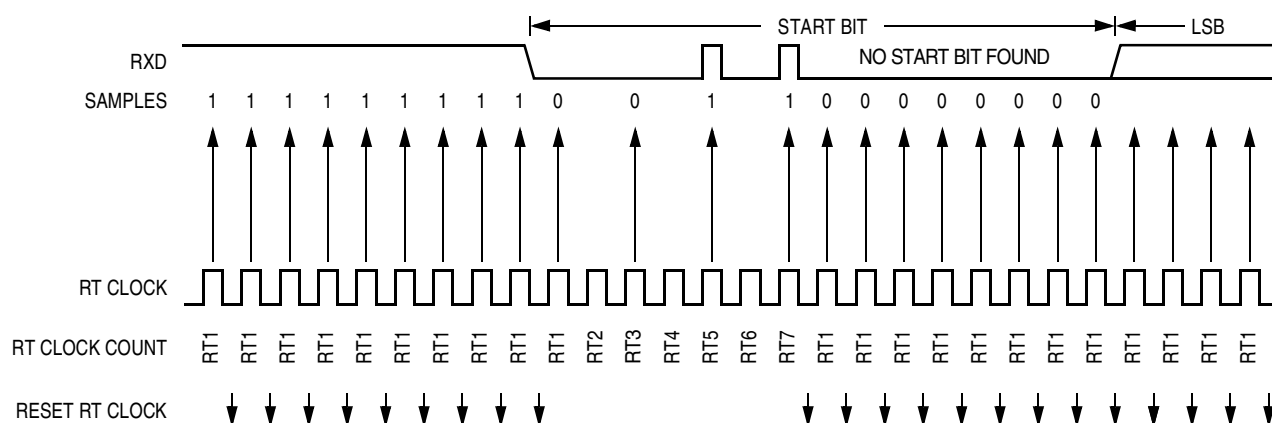 START BIT LSB
RXD NO START BIT FOUND
SAMPLES 1 1 1 1 1 1 1 1 1 0 0 1 1 0 0 0 0 0 0 0 0
RT CLOCK
RT CLOCK COUNT RT1 RT1 RT1 RT1 RT1 RT1 RT1 RT1 RT1 RT1 RT2 RT3 RT4 RT5 RT6 RT7 RT1 RT1 RT1 RT1 RT1 RT1 RT1 RT1 RT1 RT1 RT1 RT1
RESET RT CLOCK